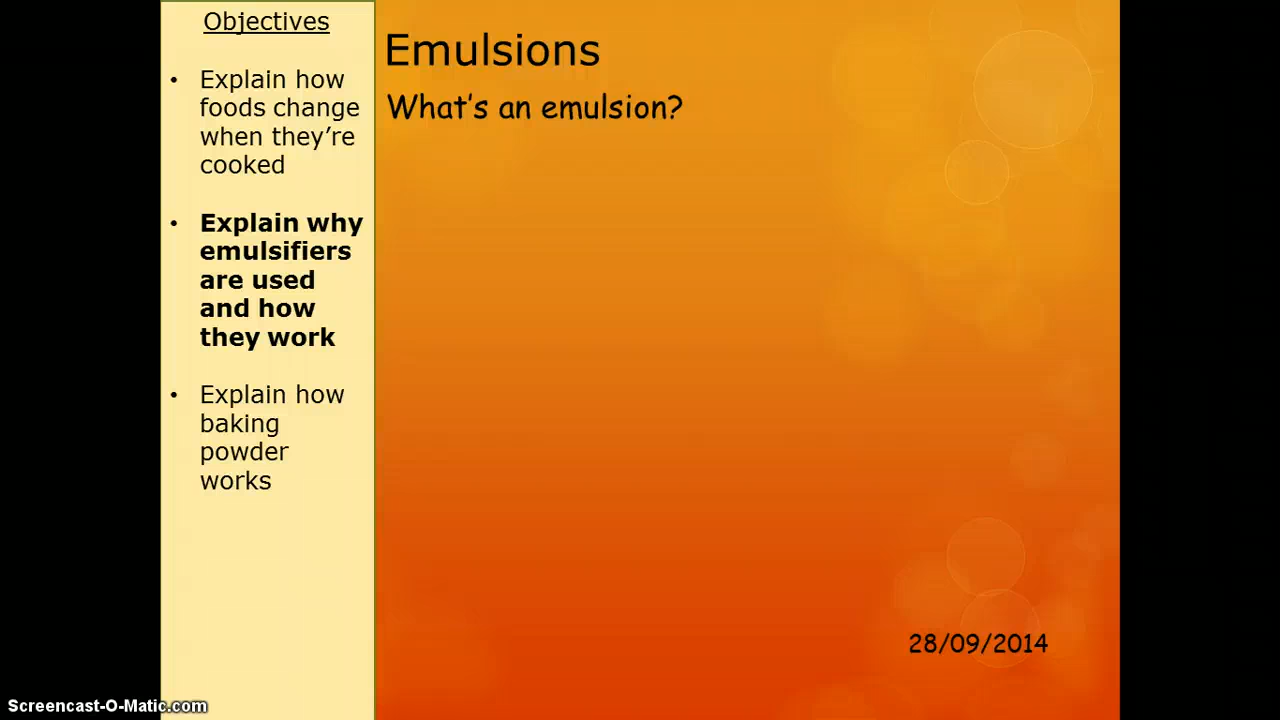 Objectives
• Explain how
foods change
when they're
cooked
• Explain why
emulsifiers
are used
and how
they work
• Explain how
baking
powder
works
Emulsions
What's an emulsion?
28/09/2014
Screencast-O-Matic.com